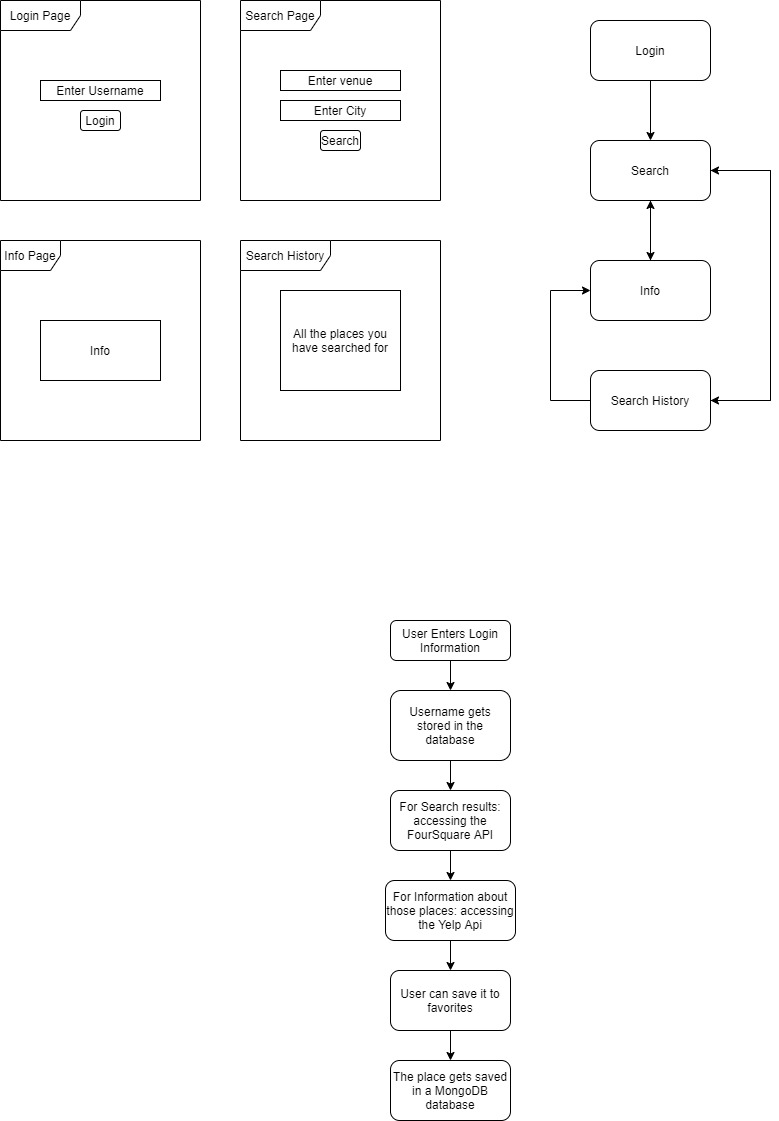 Login Page
Enter Username
Login
Search Page
Enter venue
Enter City
Search
Info Page
Info
Search History
All the places you
have searched for
Login
Search
Info
Search History
User Enters Login
Information
Username gets
stored in the
database
For Search results:
accessing the
FourSquare API
For Information about
those places: accessing
the Yelp Api
User can save it to
favorites
The place gets saved
in a MongoDB
database